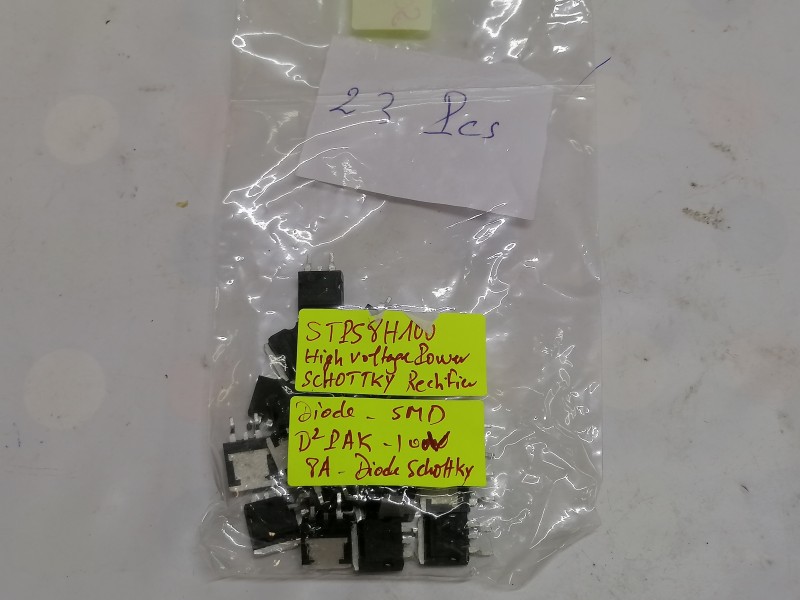 23 Pcs
STPS8H100
High voltage Power
SCHOTTKY Rectifier
Diode - SMD
D²PAK - 100V
8A - Diode Schottky